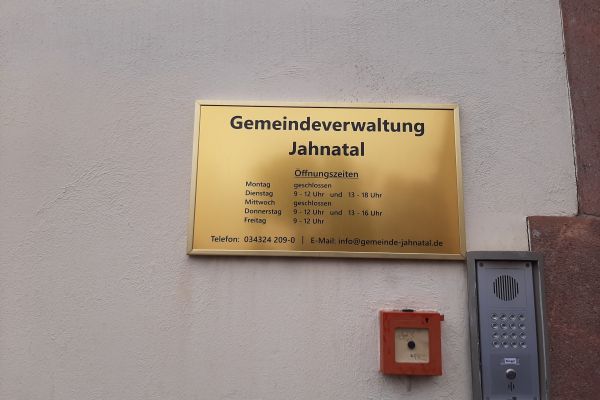 Gemeindeverwaltung
Jahnatal
Öffnungszeiten
Montag geschlossen
Dienstag 9 - 12 Uhr und 13 - 18 Uhr
Mittwoch geschlossen
Donnerstag 9 - 12 Uhr und 13 - 16 Uhr
Freitag 9 - 12 Uhr
Telefon: 034324 209-0 | E-Mail: info@gemeinde-jahnatal.de